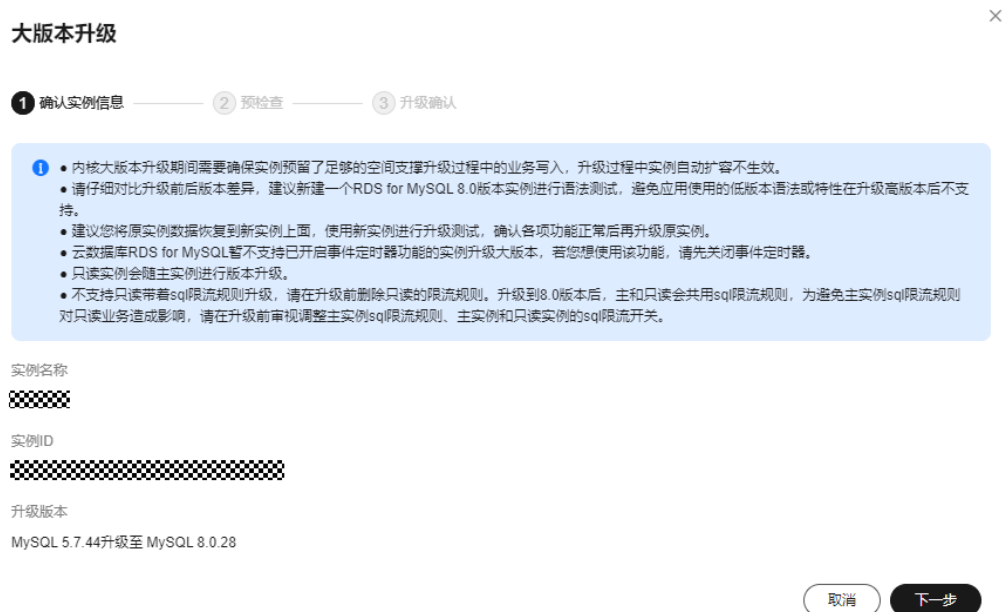 大版本升级
1 确认实例信息 2 预检查 3 升级确认
● 内核大版本升级期间需要确保实例预留了足够的空间支撑升级过程中的业务写入，升级过程中实例自动扩容不生效。
● 请仔细对比升级前后版本差异，建议新建一个RDS for MySQL 8.0版本实例进行语法测试，避免应用使用的低版本语法或特性在升级高版本后不支
持。
● 建议您将原实例数据恢复到新实例上面，使用新实例进行升级测试，确认各项功能正常后再升级原实例。
● 云数据库RDS for MySQL暂不支持已开启事件定时器功能的实例升级大版本，若您想使用该功能，请先关闭事件定时器。
● 只读实例会随主实例进行版本升级。
● 不支持只读带着sql限流规则升级，请在升级前删除只读的限流规则。升级到8.0版本后，主和只读会共用sql限流规则，为避免主实例sql限流规则
对只读业务造成影响，请在升级前审视调整主实例sql限流规则、主实例和只读实例的sql限流开关。
实例名称
实例ID
升级版本
MySQL 5.7.44升级至 MySQL 8.0.28
取消 下一步